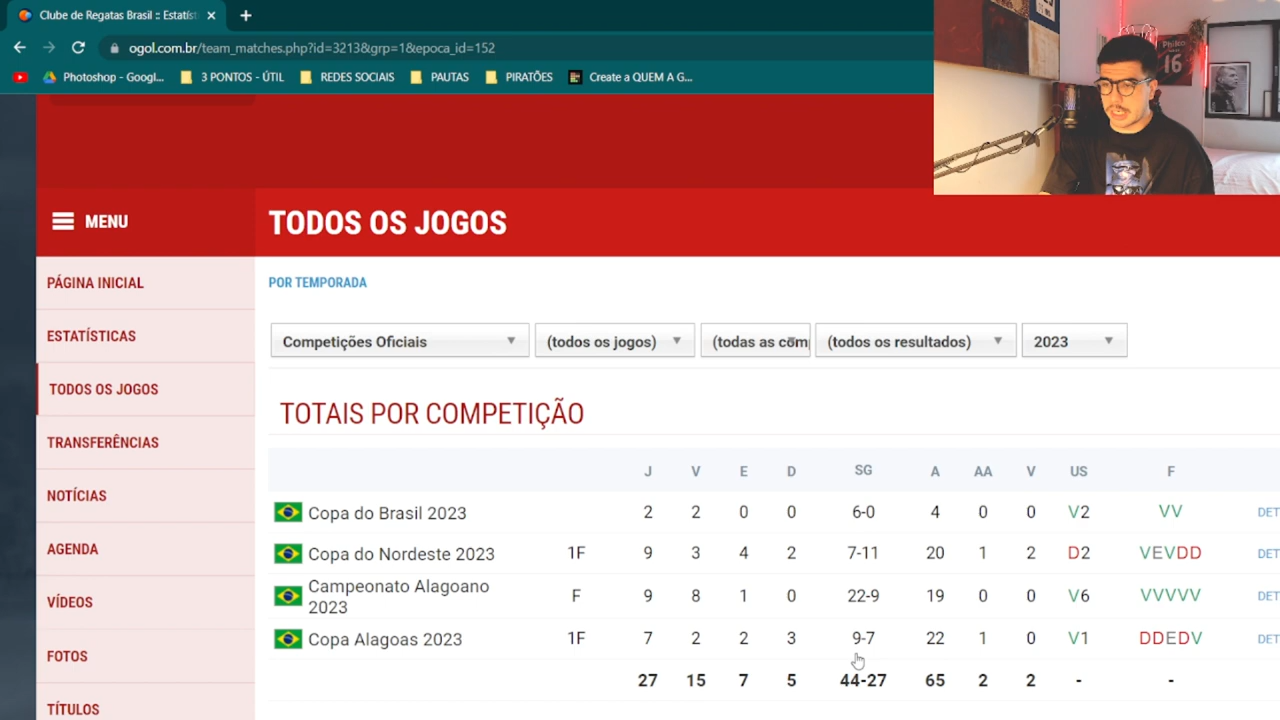 Clube de Regatas Brasil :: Estatíst
ogol.com.br/team_matches.php?id=3213&grp=1&epoca_id=152
Photoshop - Googl... 3 PONTOS - ÚTIL REDES SOCIAIS PAUTAS PIRATÕES Create a QUEM A G...
Philco
16
MENU
TODOS OS JOGOS
PÁGINA INICIAL
ESTATÍSTICAS
TODOS OS JOGOS
TRANSFERÊNCIAS
NOTÍCIAS
AGENDA
VÍDEOS
FOTOS
TÍTULOS
POR TEMPORADA
Competições Oficiais (todos os jogos) (todas as com (todos os resultados) 2023
TOTAIS POR COMPETIÇÃO
J V E D SG A AA V US F
Copa do Brasil 2023 2 2 0 0 6-0 4 0 0 V2 VV DET
Copa do Nordeste 2023 1F 9 3 4 2 7-11 20 1 2 D2 VEVDD DET
Campeonato Alagoano
2023 F 9 8 1 0 22-9 19 0 0 V6 VVVVV DET
Copa Alagoas 2023 1F 7 2 2 3 9-7 22 1 0 V1 DDEDV DET
27 15 7 5 44-27 65 2 2 - -